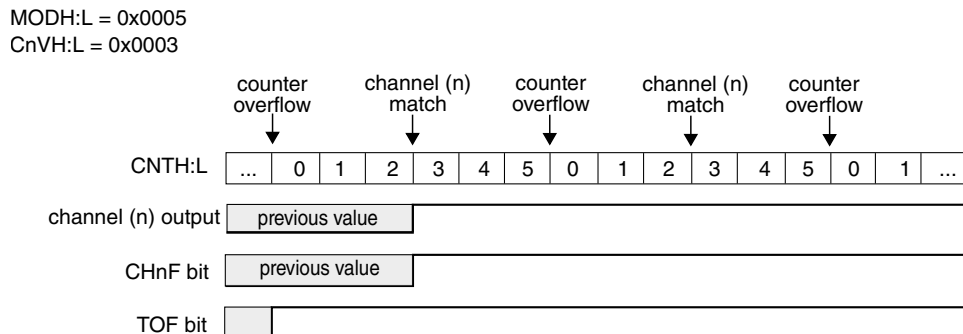 MODH:L = 0x0005
CnVH:L = 0x0003
counter overflow channel (n) match counter overflow channel (n) match counter overflow
CNTH:L ... 0 1 2 3 4 5 0 1 2 3 4 5 0 1 ...
channel (n) output previous value
CHnF bit previous value
TOF bit